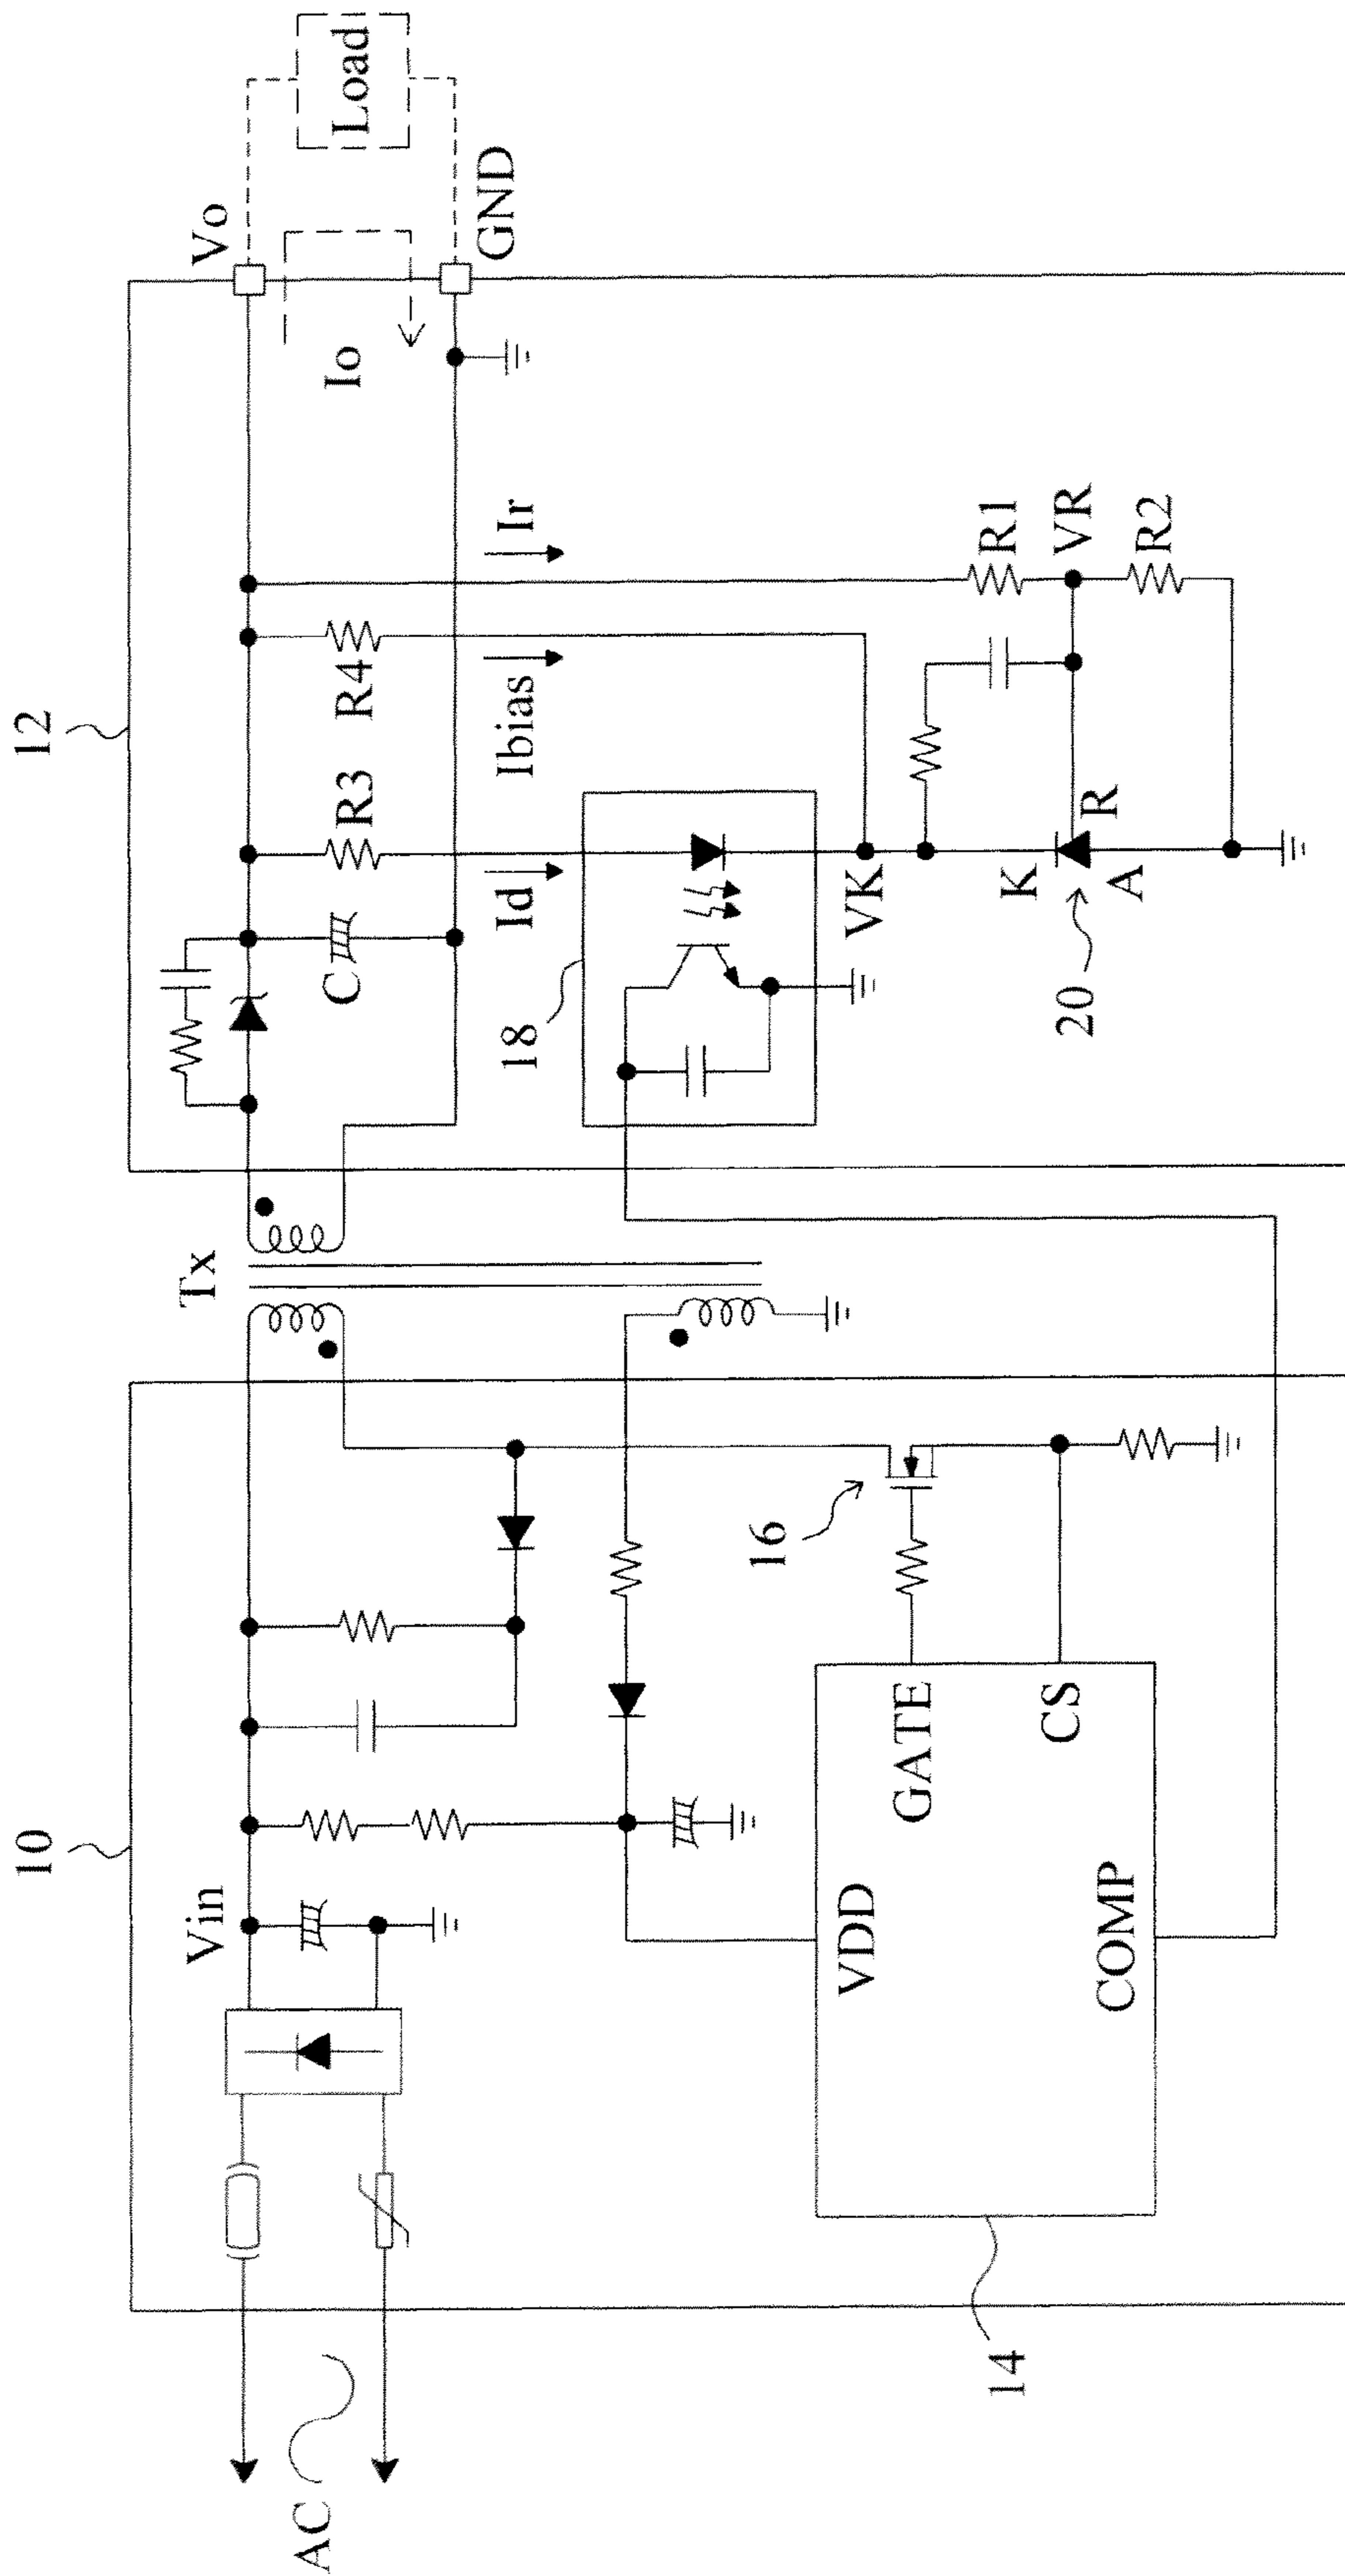 10
12
Vo
Vin
Tx
C
R3
R4
Io
Load
AC
GND
Id
Ibias
Ir
18
16
VK
VDD
GATE
K
R1
20
R
VR
CS
A
R2
COMP
14